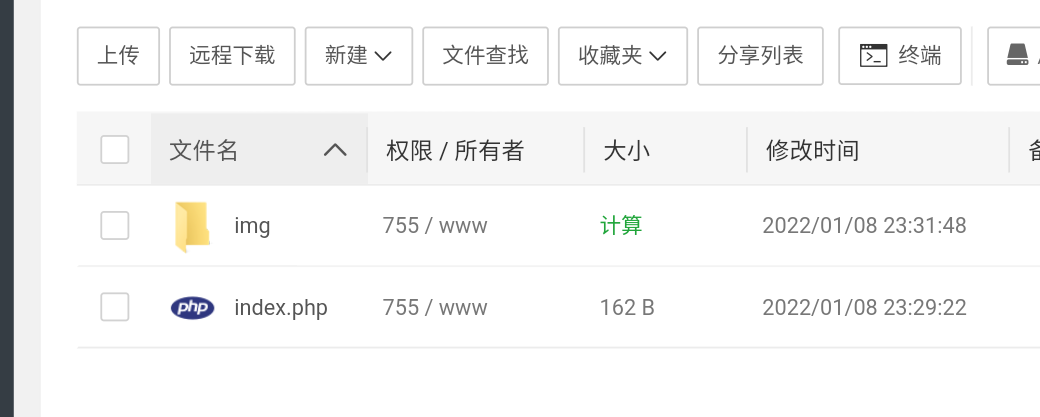 上传 远程下载 新建 文件查找 收藏夹 分享列表 终端
文件名 权限 / 所有者 大小 修改时间
img 755 / www 计算 2022/01/08 23:31:48
php index.php 755 / www 162 B 2022/01/08 23:29:22